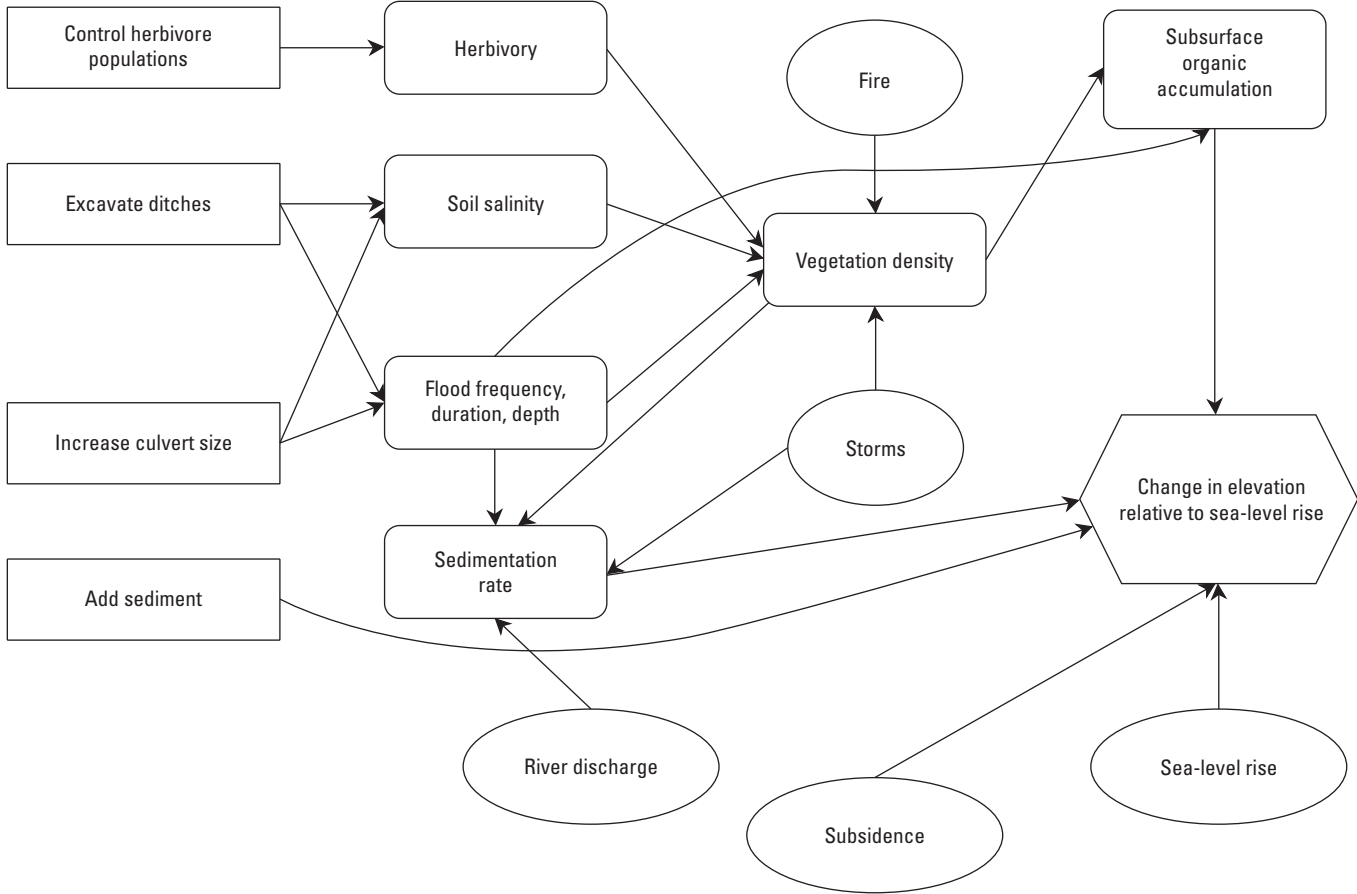 Control herbivore
populations
Herbivory
Fire
Subsurface
organic
accumulation
Excavate ditches
Soil salinity
Vegetation density
Flood frequency,
duration, depth
Increase culvert size
Storms
Change in elevation
relative to sea-level rise
Sedimentation
rate
Add sediment
River discharge
Sea-level rise
Subsidence